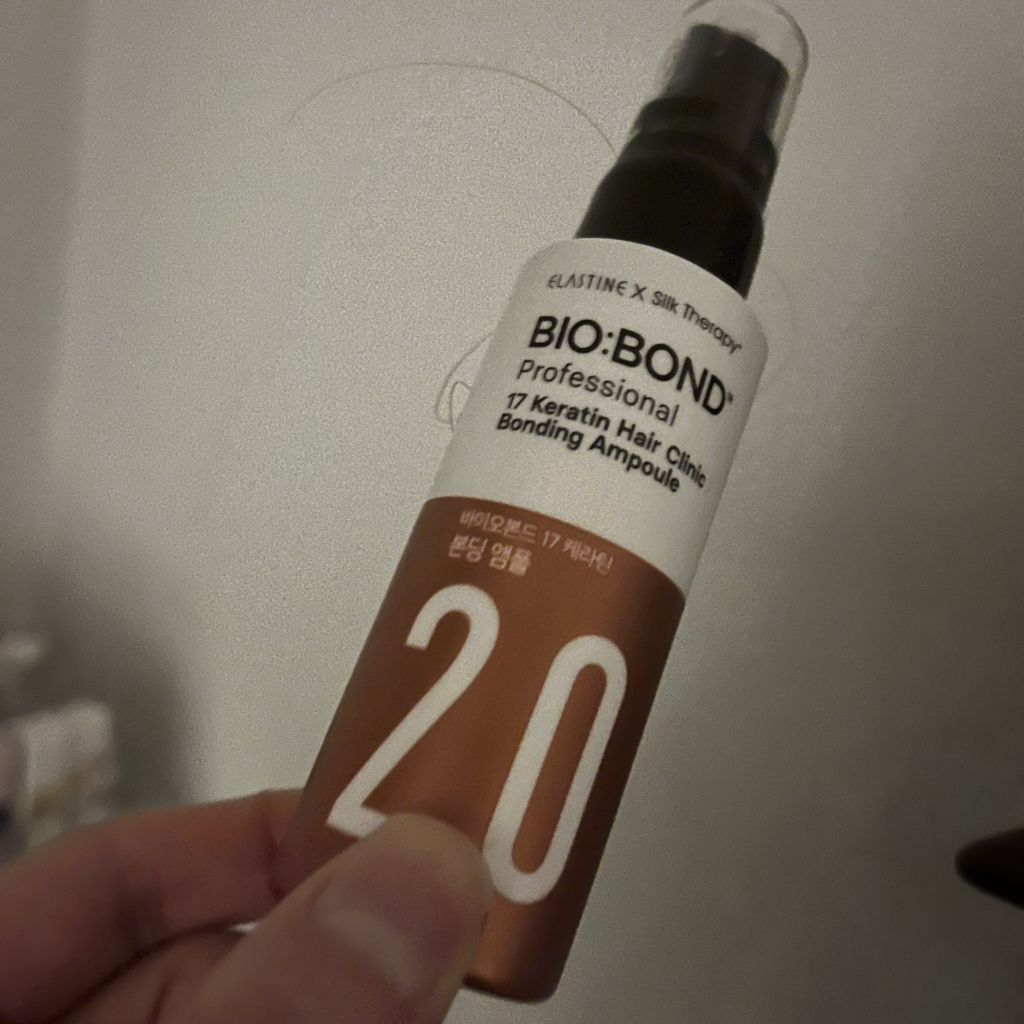 ELASTINE X Silk Therapy
BIO:BOND
Professional
17 Keratin Hair Clinic
Bonding Ampoule
바이오본드 17 케라틴
본딩 앰플
20